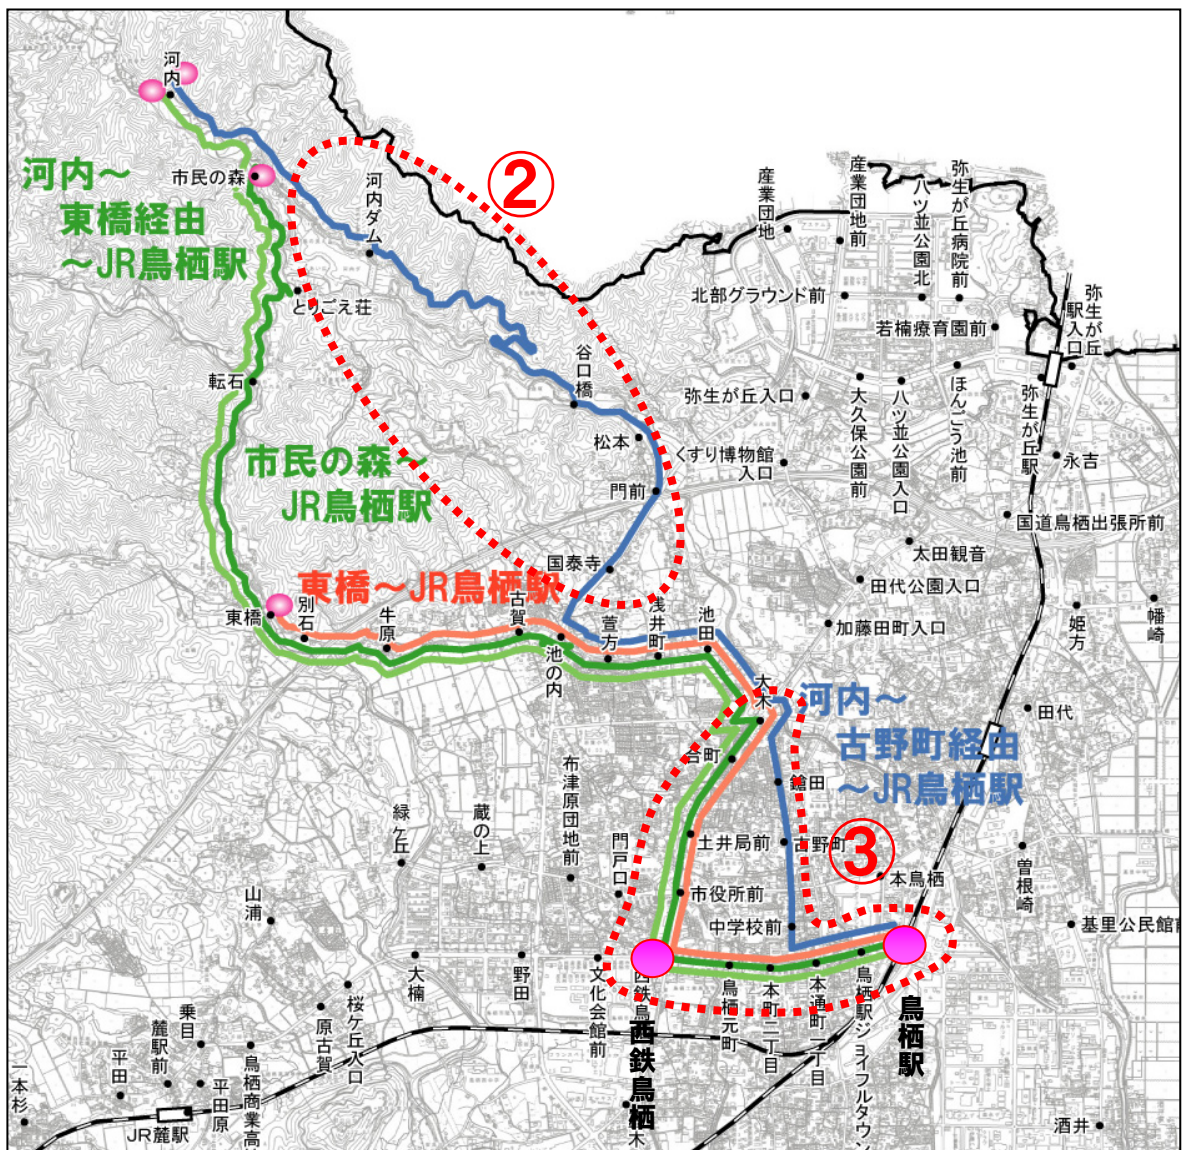 河内
市民の森
河内～
東橋経由
～JR鳥栖駅
河内ダム
②
とりごえ荘
転石
市民の森～
JR鳥栖駅
谷口橋
松本
門前
国泰寺
東橋～JR鳥栖駅
東橋
別石
牛原
古賀
池の内
萱方
浅井町
池田
大木
産業団地
産業団地前
八ツ並公園北
弥生が丘病院前
北部グラウンド前
若楠療育園前
弥生が丘
駅入口
弥生が丘入口
大久保公園前
八ツ並公園入口
ほんごう池前
弥生が丘駅
くすり博物館
入口
永吉
国道鳥栖出張所前
太田観音
田代公園入口
加藤田町入口
姫方
幡崎
田代
河内～
古野町経由
～JR鳥栖駅
合町
鎗田
土井局前
古野町
③
本鳥栖
曽根崎
市役所前
中学校前
基里公民館前
布津原団地前
門戸口
緑ヶ丘
蔵の上
山浦
大楠
野田
文化会館前
西鉄鳥栖
鳥栖元町
本町二丁目
本通町一丁目
鳥栖駅ジョイフルタウン
鳥栖駅
桜ケ丘入口
原古賀
乗目
麓駅前
平田
一本杉
平田原
鳥栖商業高
JR麓駅
木
酒井